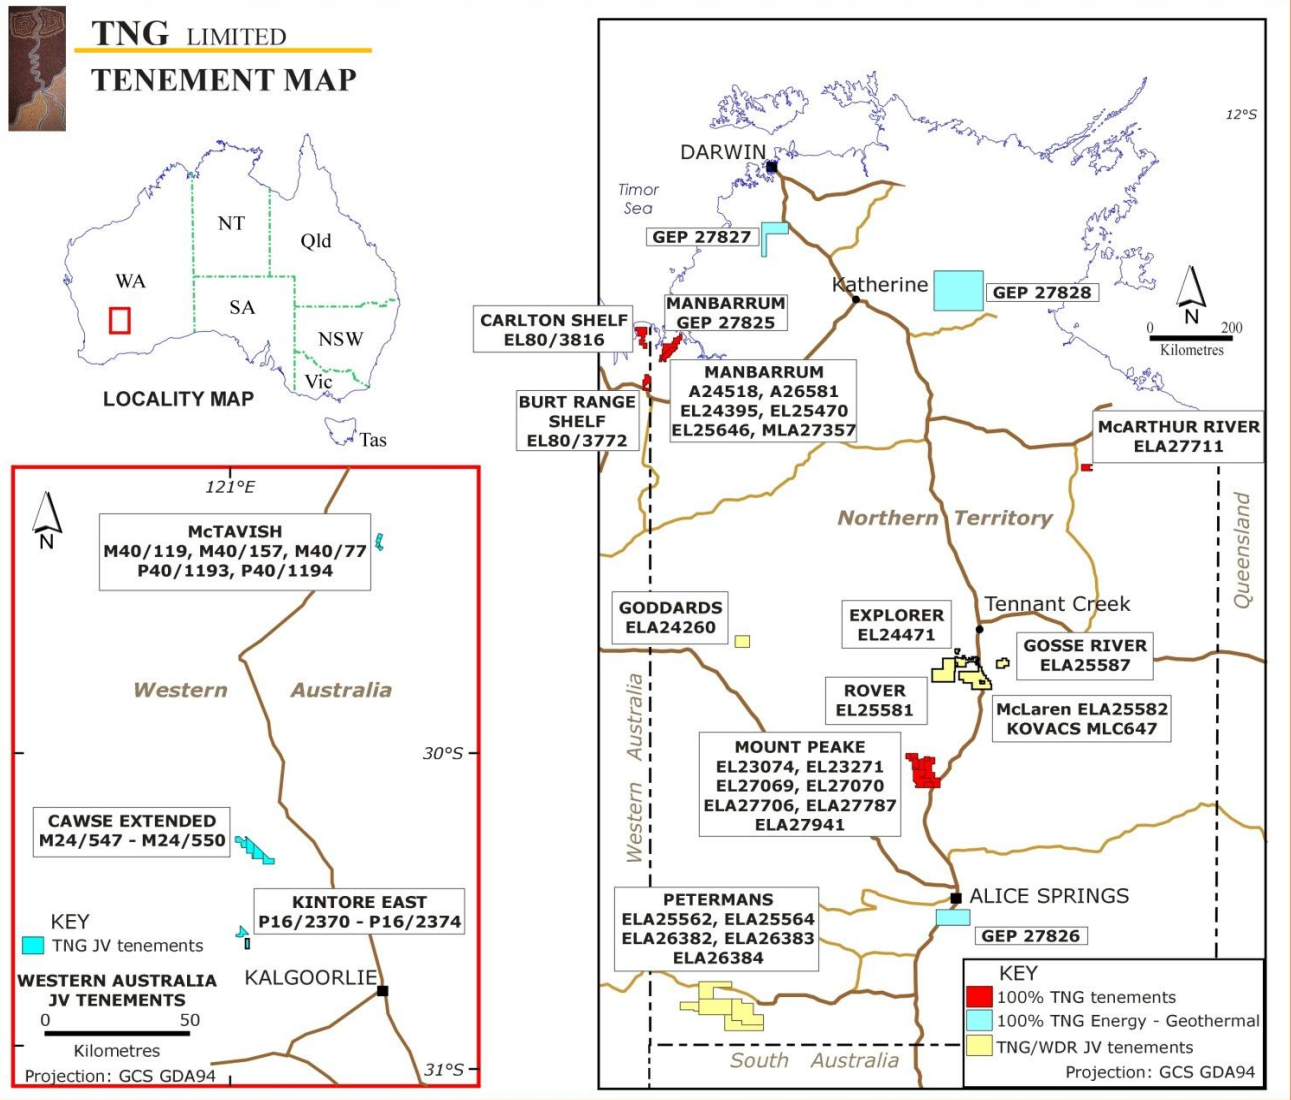 TNG LIMITED
TENEMENT MAP
NT
Qld
WA
SA
NSW
Vic
Tas
LOCALITY MAP
121°E
N
McTAVISH
M40/119, M40/157, M40/77
P40/1193, P40/1194
Western Australia
30°S
CAWSE EXTENDED
M24/547 - M24/550
KINTORE EAST
P16/2370 - P16/2374
KEY
TNG JV tenements
WESTERN AUSTRALIA
JV TENEMENTS
KALGOORLIE
0 50
Kilometres
Projection: GCS GDA94
31°S
12°S
DARWIN
Timor
Sea
GEP 27827
Katherine
GEP 27828
N
0 200
Kilometres
MANBARRUM
GEP 27825
CARLTON SHELF
EL80/3816
MANBARRUM
A24518, A26581
EL24395, EL25470
EL25646, MLA27357
BURT RANGE
SHELF
EL80/3772
McARTHUR RIVER
ELA27711
Northern Territory
Queensland
GODDARDS
ELA24260
EXPLORER
EL24471
Tennant Creek
GOSSE RIVER
ELA25587
ROVER
EL25581
McLaren ELA25582
KOVACS MLC647
Western Australia
MOUNT PEAKE
EL23074, EL23271
EL27069, EL27070
ELA27706, ELA27787
ELA27941
ALICE SPRINGS
PETERMANS
ELA25562, ELA25564
ELA26382, ELA26383
ELA26384
GEP 27826
South Australia
KEY
100% TNG tenements
100% TNG Energy - Geothermal
TNG/WDR JV tenements
Projection: GCS GDA94